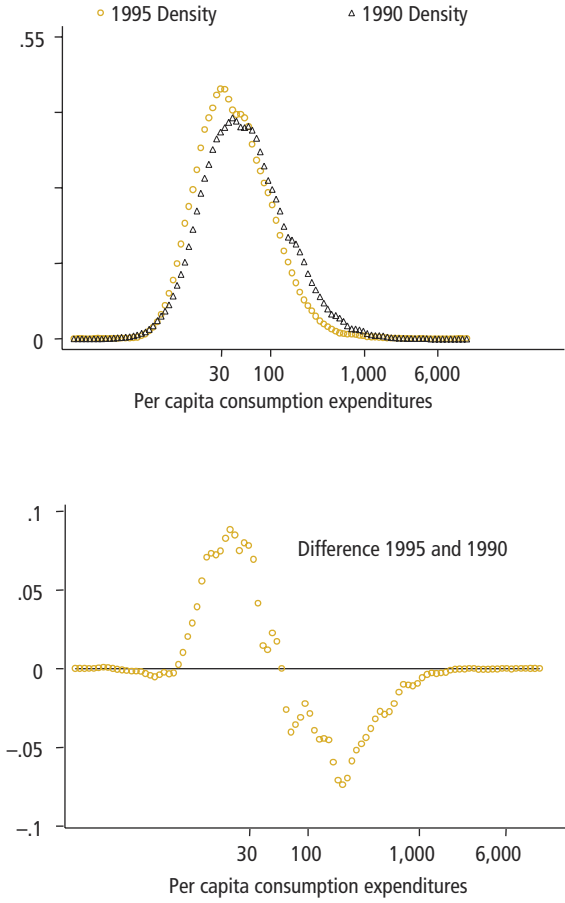 1995 Density 1990 Density
.55
0
30 100 1,000 6,000
Per capita consumption expenditures
.1
Difference 1995 and 1990
.05
0
–.05
–.1
30 100 1,000 6,000
Per capita consumption expenditures